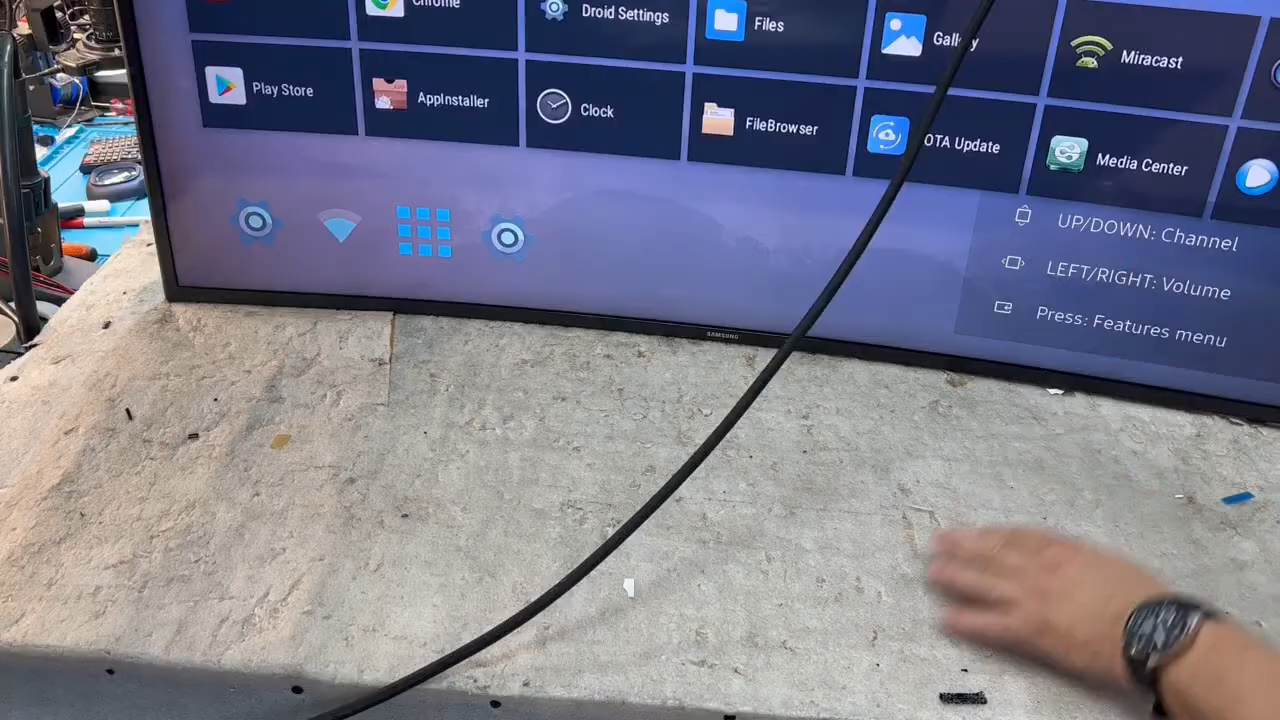 Chrome
Droid Settings
Files
Gallery
Miracast
Play Store
AppInstaller
Clock
FileBrowser
OTA Update
Media Center
UP/DOWN: Channel
LEFT/RIGHT: Volume
Press: Features menu
SAMSUNG